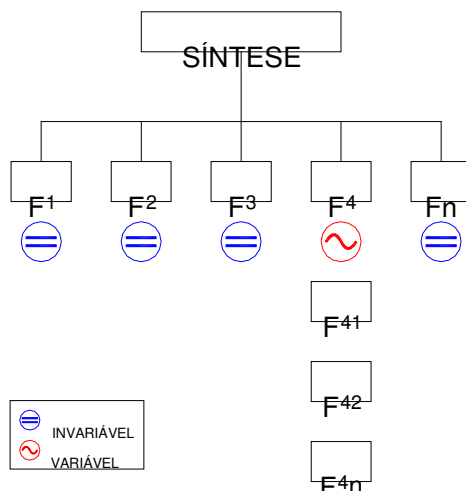 SÍNTESE
F1 F2 F3 F4 Fn
F41
F42
F4n
INVARIÁVEL
VARIÁVEL